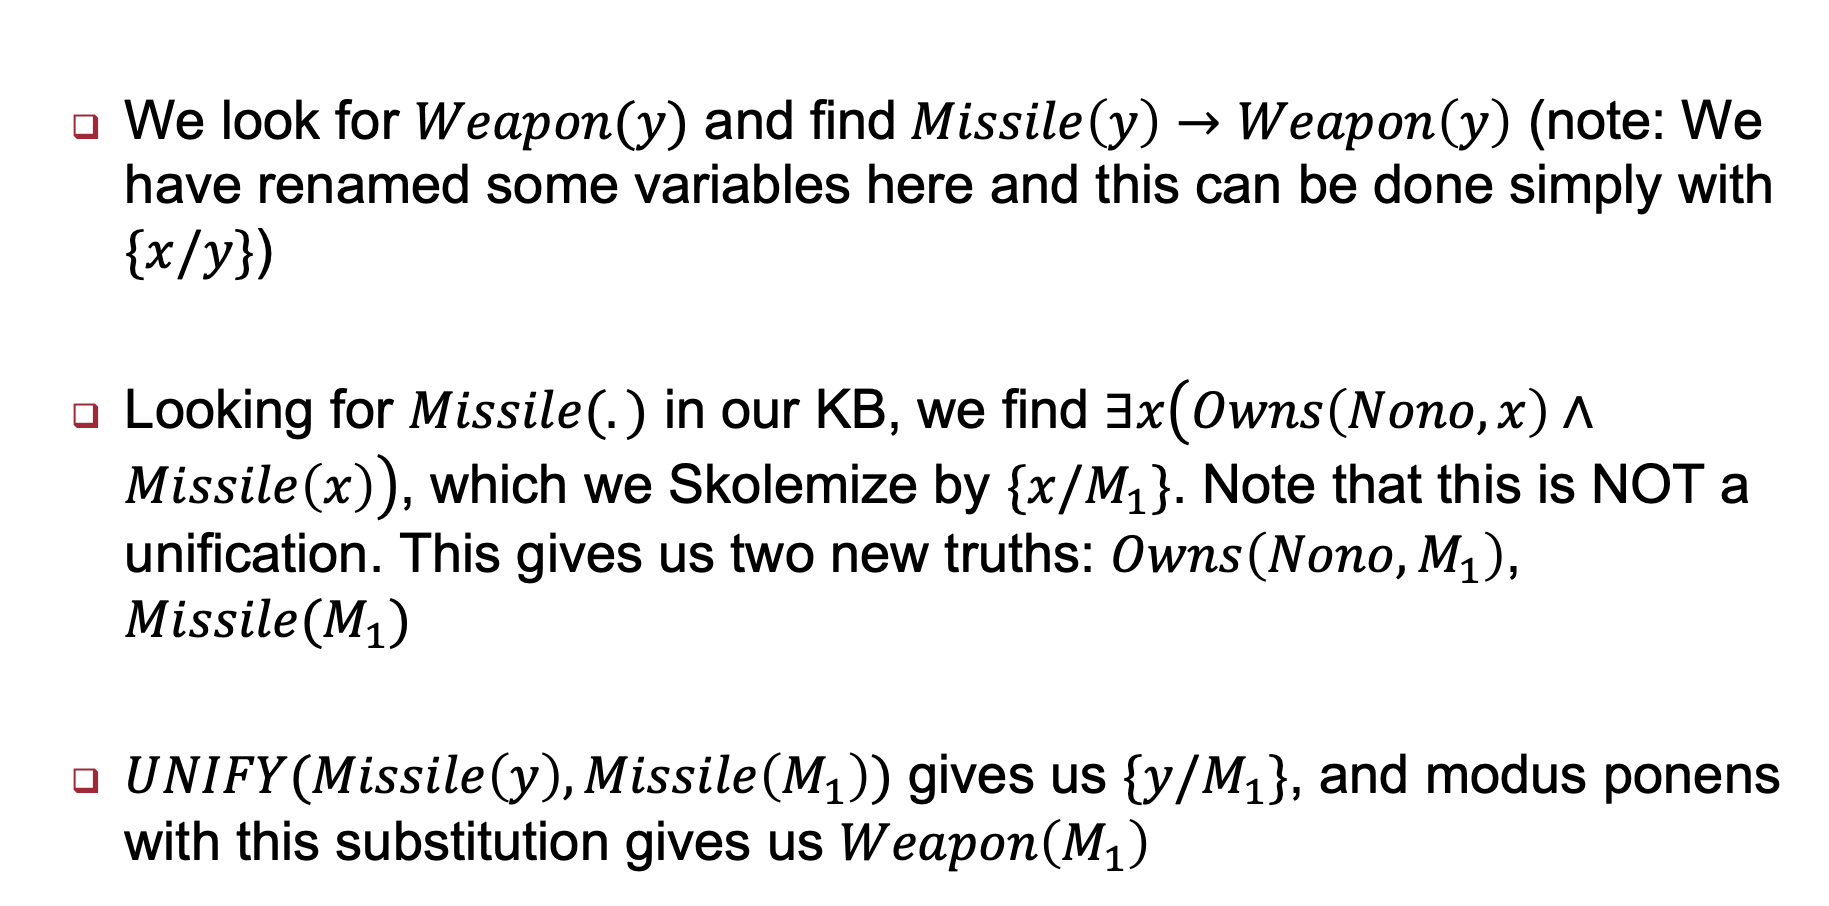 ❑ We look for 𝑊𝑒𝑎𝑝𝑜𝑛(𝑦) and find 𝑀𝑖𝑠𝑠𝑖𝑙𝑒(𝑦) → 𝑊𝑒𝑎𝑝𝑜𝑛(𝑦) (note: We
have renamed some variables here and this can be done simply with
{𝑥/𝑦})
❑ Looking for 𝑀𝑖𝑠𝑠𝑖𝑙𝑒(.) in our KB, we find ∃𝑥(𝑂𝑤𝑛𝑠(𝑁𝑜𝑛𝑜, 𝑥) ∧
𝑀𝑖𝑠𝑠𝑖𝑙𝑒(𝑥)), which we Skolemize by {𝑥/𝑀₁}. Note that this is NOT a
unification. This gives us two new truths: 𝑂𝑤𝑛𝑠(𝑁𝑜𝑛𝑜, 𝑀₁),
𝑀𝑖𝑠𝑠𝑖𝑙𝑒(𝑀₁)
❑ 𝑈𝑁𝐼𝐹𝑌(𝑀𝑖𝑠𝑠𝑖𝑙𝑒(𝑦), 𝑀𝑖𝑠𝑠𝑖𝑙𝑒(𝑀₁)) gives us {𝑦/𝑀₁}, and modus ponens
with this substitution gives us 𝑊𝑒𝑎𝑝𝑜𝑛(𝑀₁)